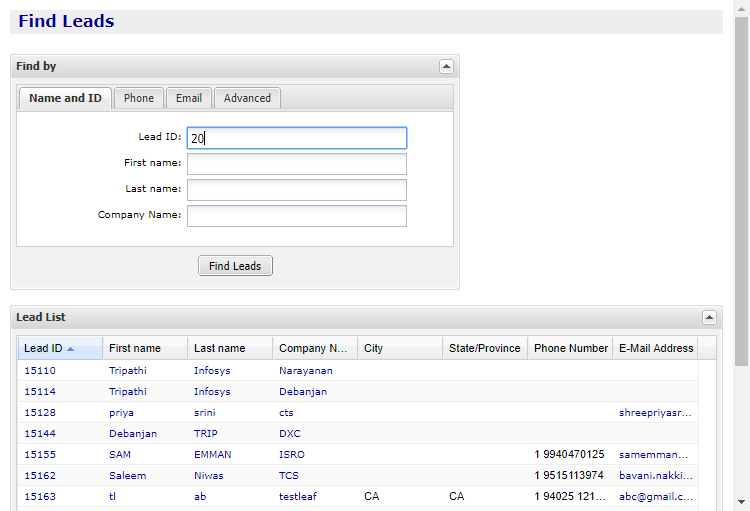 Find Leads
Find by
Name and ID Phone Email Advanced
Lead ID: 20
First name:
Last name:
Company Name:
Find Leads
Lead List
Lead ID First name Last name Company N... City State/Province Phone Number E-Mail Address
15110 Tripathi Infosys Narayanan
15114 Tripathi Infosys Debanjan
15128 priya srini cts shreepriyasr...
15144 Debanjan TRIP DXC
15155 SAM EMMAN ISRO 1 9940470125 samemman...
15162 Saleem Niwas TCS 1 9515113974 bavani.nakki...
15163 tl ab testleaf CA CA 1 94025 121... abc@gmail.c...